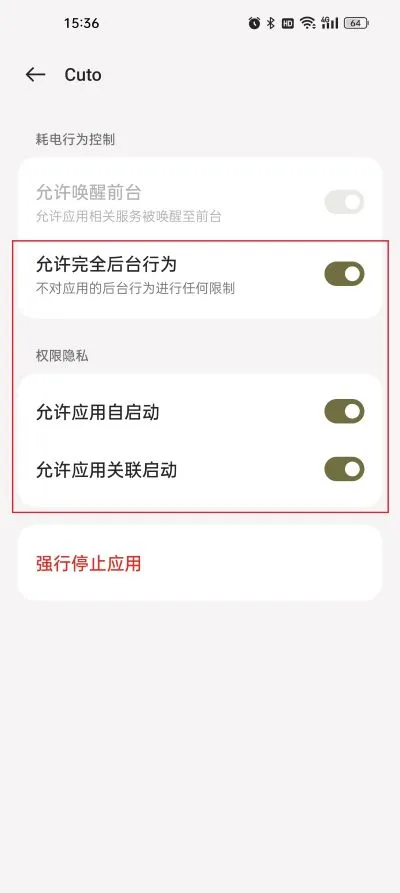 15:36
HD 4G 64
Cuto
耗电行为控制
允许唤醒前台
允许应用相关服务被唤醒至前台
允许完全后台行为
不对应用的后台行为进行任何限制
权限隐私
允许应用自启动
允许应用关联启动
强行停止应用